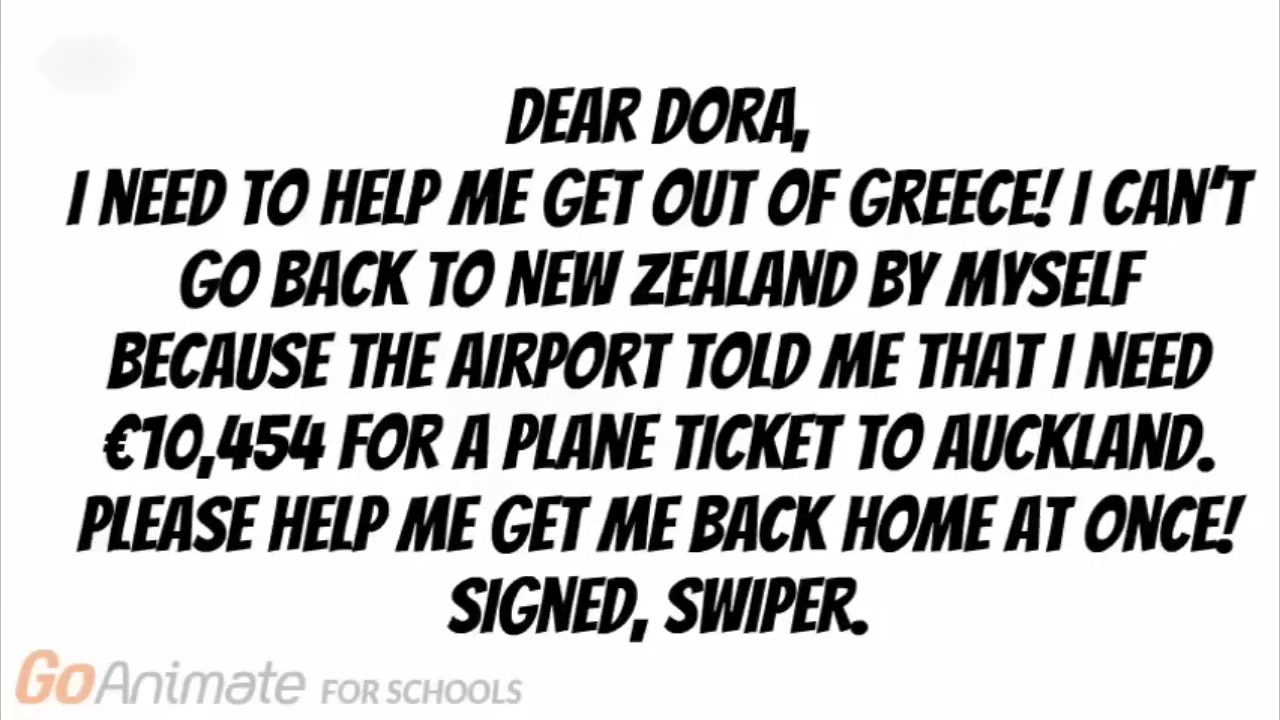 DEAR DORA,
I NEED TO HELP ME GET OUT OF GREECE! I CAN'T
GO BACK TO NEW ZEALAND BY MYSELF
BECAUSE THE AIRPORT TOLD ME THAT I NEED
€10,454 FOR A PLANE TICKET TO AUCKLAND.
PLEASE HELP ME GET ME BACK HOME AT ONCE!
SIGNED, SWIPER.
GoAnimate FOR SCHOOLS